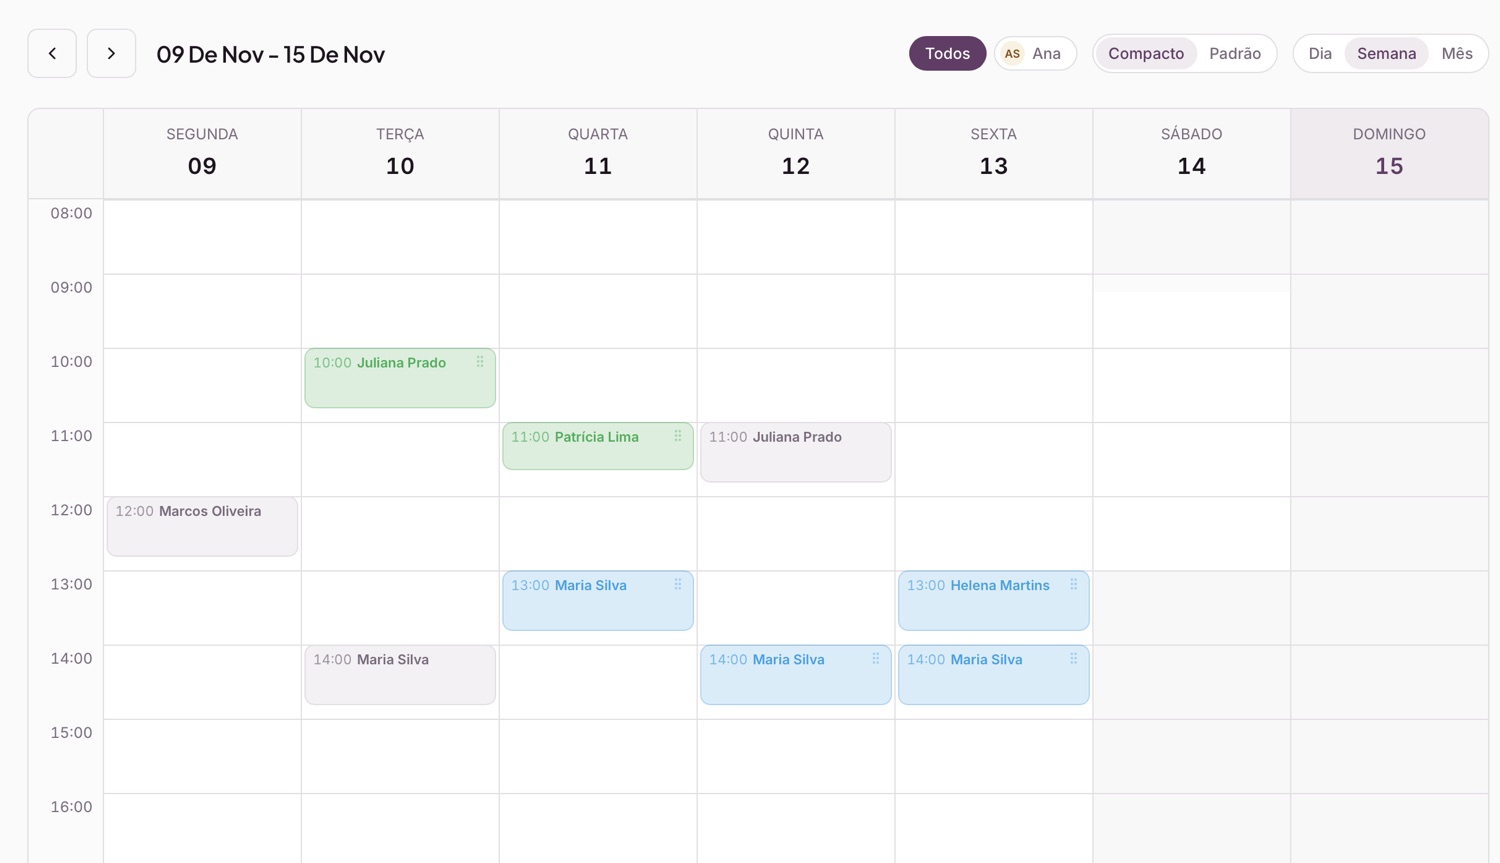 09 De Nov – 15 De Nov
Todos AS Ana Compacto Padrão Dia Semana Mês
SEGUNDA TERÇA QUARTA QUINTA SEXTA SÁBADO DOMINGO
09 10 11 12 13 14 15
08:00
09:00
10:00 10:00 Juliana Prado
11:00 11:00 Patrícia Lima 11:00 Juliana Prado
12:00 12:00 Marcos Oliveira
13:00 13:00 Maria Silva 13:00 Helena Martins
14:00 14:00 Maria Silva 14:00 Maria Silva 14:00 Maria Silva
15:00
16:00